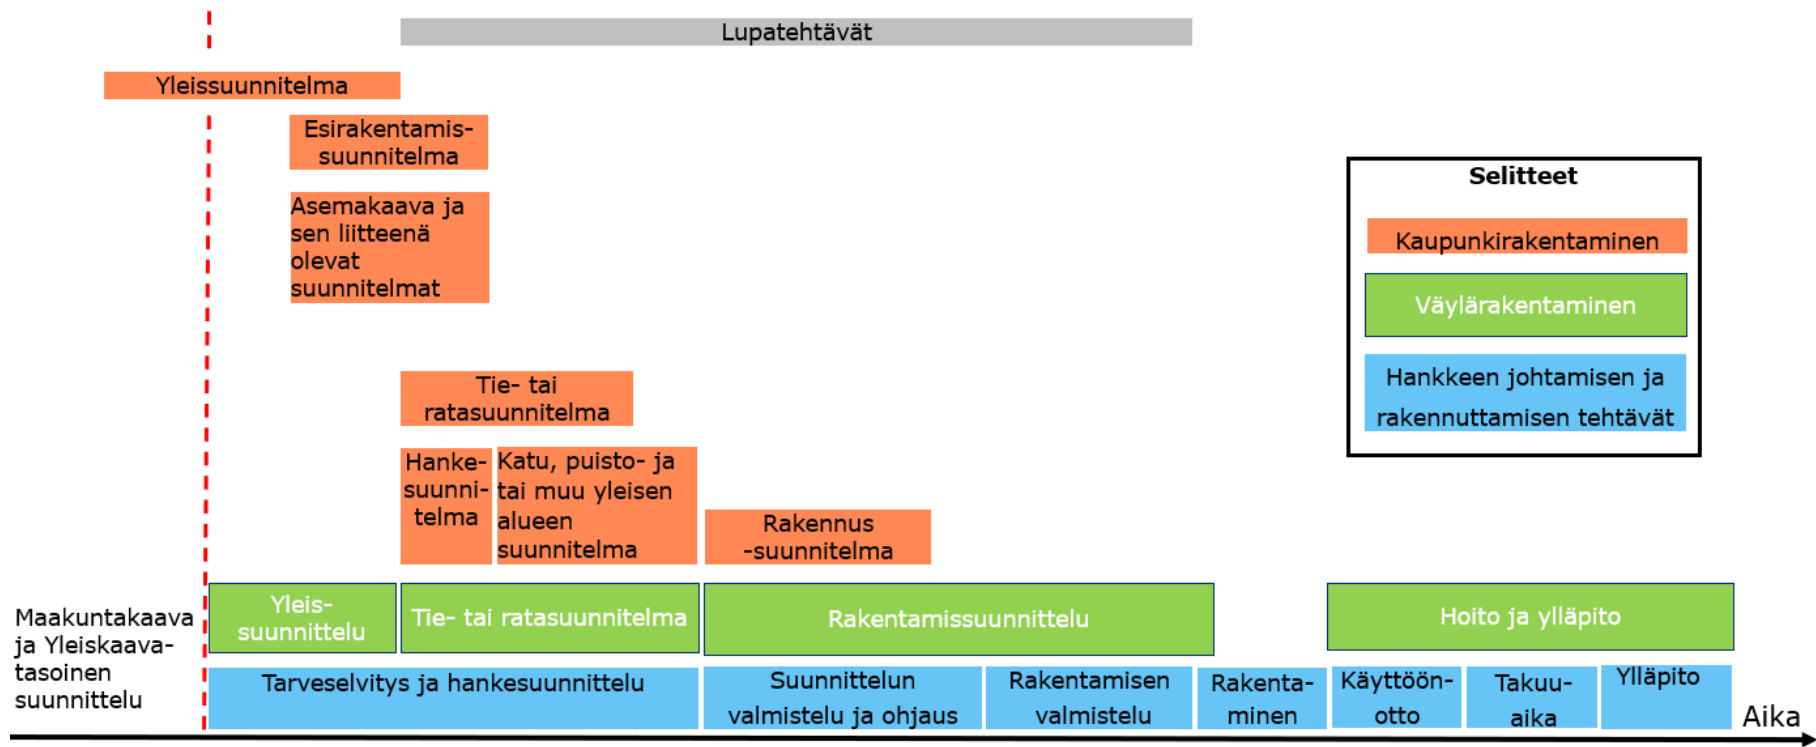 Lupatehtävät
Yleissuunnitelma
Esirakentamis-
suunnitelma
Asemakaava ja
sen liitteenä
olevat
suunnitelmat
Selitteet
Kaupunkirakentaminen
Väylärakentaminen
Hankkeen johtamisen ja
rakennuttamisen tehtävät
Tie- tai
ratasuunnitelma
Hanke-
suunni-
telma
Katu, puisto- ja
tai muu yleisen
alueen
suunnitelma
Rakennus
-suunnitelma
Maakuntakaava
ja Yleiskaava-
tasoinen
suunnittelu
Yleis-
suunnittelu
Tie- tai ratasuunnitelma
Rakentamissuunnittelu
Hoito ja ylläpito
Tarveselvitys ja hankesuunnittelu
Suunnittelun
valmistelu ja ohjaus
Rakentamisen
valmistelu
Rakenta-
minen
Käyttöön-
otto
Takuu-
aika
Ylläpito
Aika